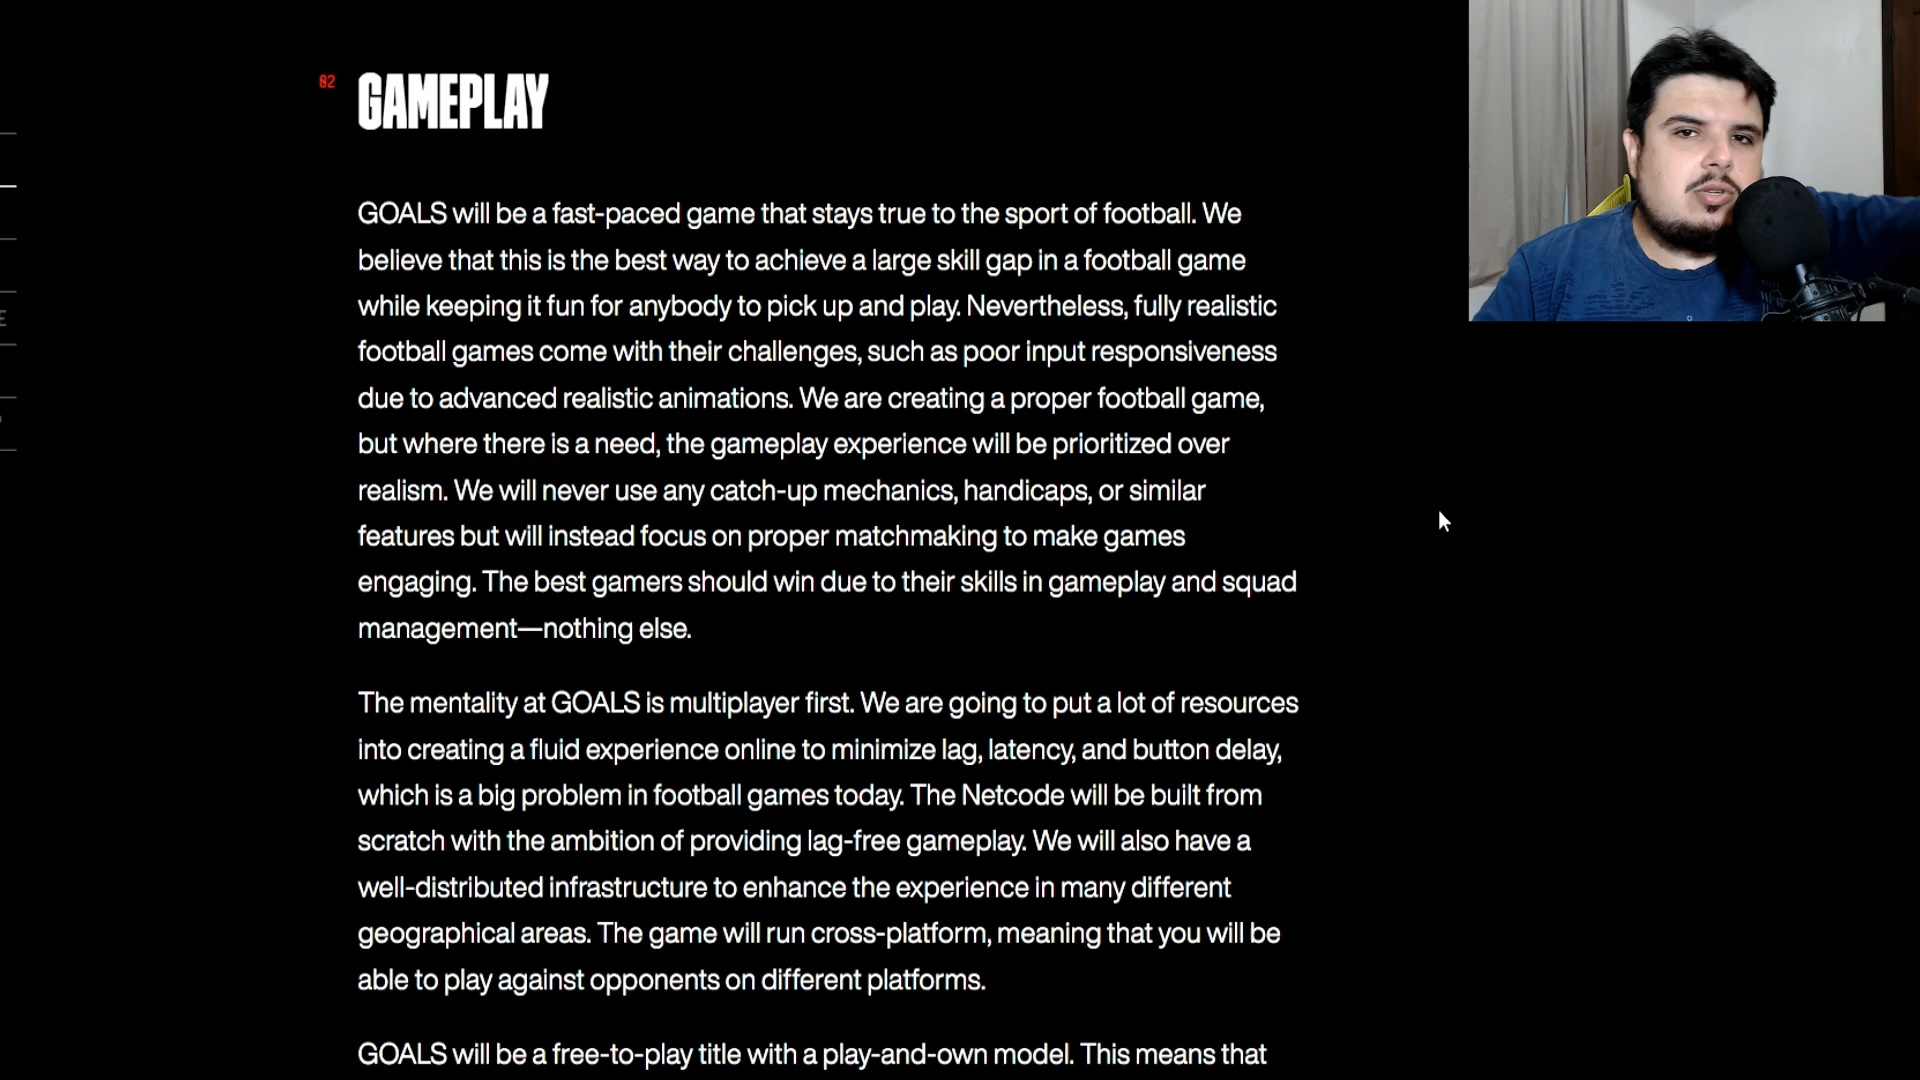 02
GAMEPLAY
GOALS will be a fast-paced game that stays true to the sport of football. We
believe that this is the best way to achieve a large skill gap in a football game
while keeping it fun for anybody to pick up and play. Nevertheless, fully realistic
E
football games come with their challenges, such as poor input responsiveness
due to advanced realistic animations. We are creating a proper football game,
but where there is a need, the gameplay experience will be prioritized over
realism. We will never use any catch-up mechanics, handicaps, or similar
features but will instead focus on proper matchmaking to make games
engaging. The best gamers should win due to their skills in gameplay and squad
management—nothing else.
The mentality at GOALS is multiplayer first. We are going to put a lot of resources
into creating a fluid experience online to minimize lag, latency, and button delay,
which is a big problem in football games today. The Netcode will be built from
scratch with the ambition of providing lag-free gameplay. We will also have a
well-distributed infrastructure to enhance the experience in many different
geographical areas. The game will run cross-platform, meaning that you will be
able to play against opponents on different platforms.
GOALS will be a free-to-play title with a play-and-own model. This means that